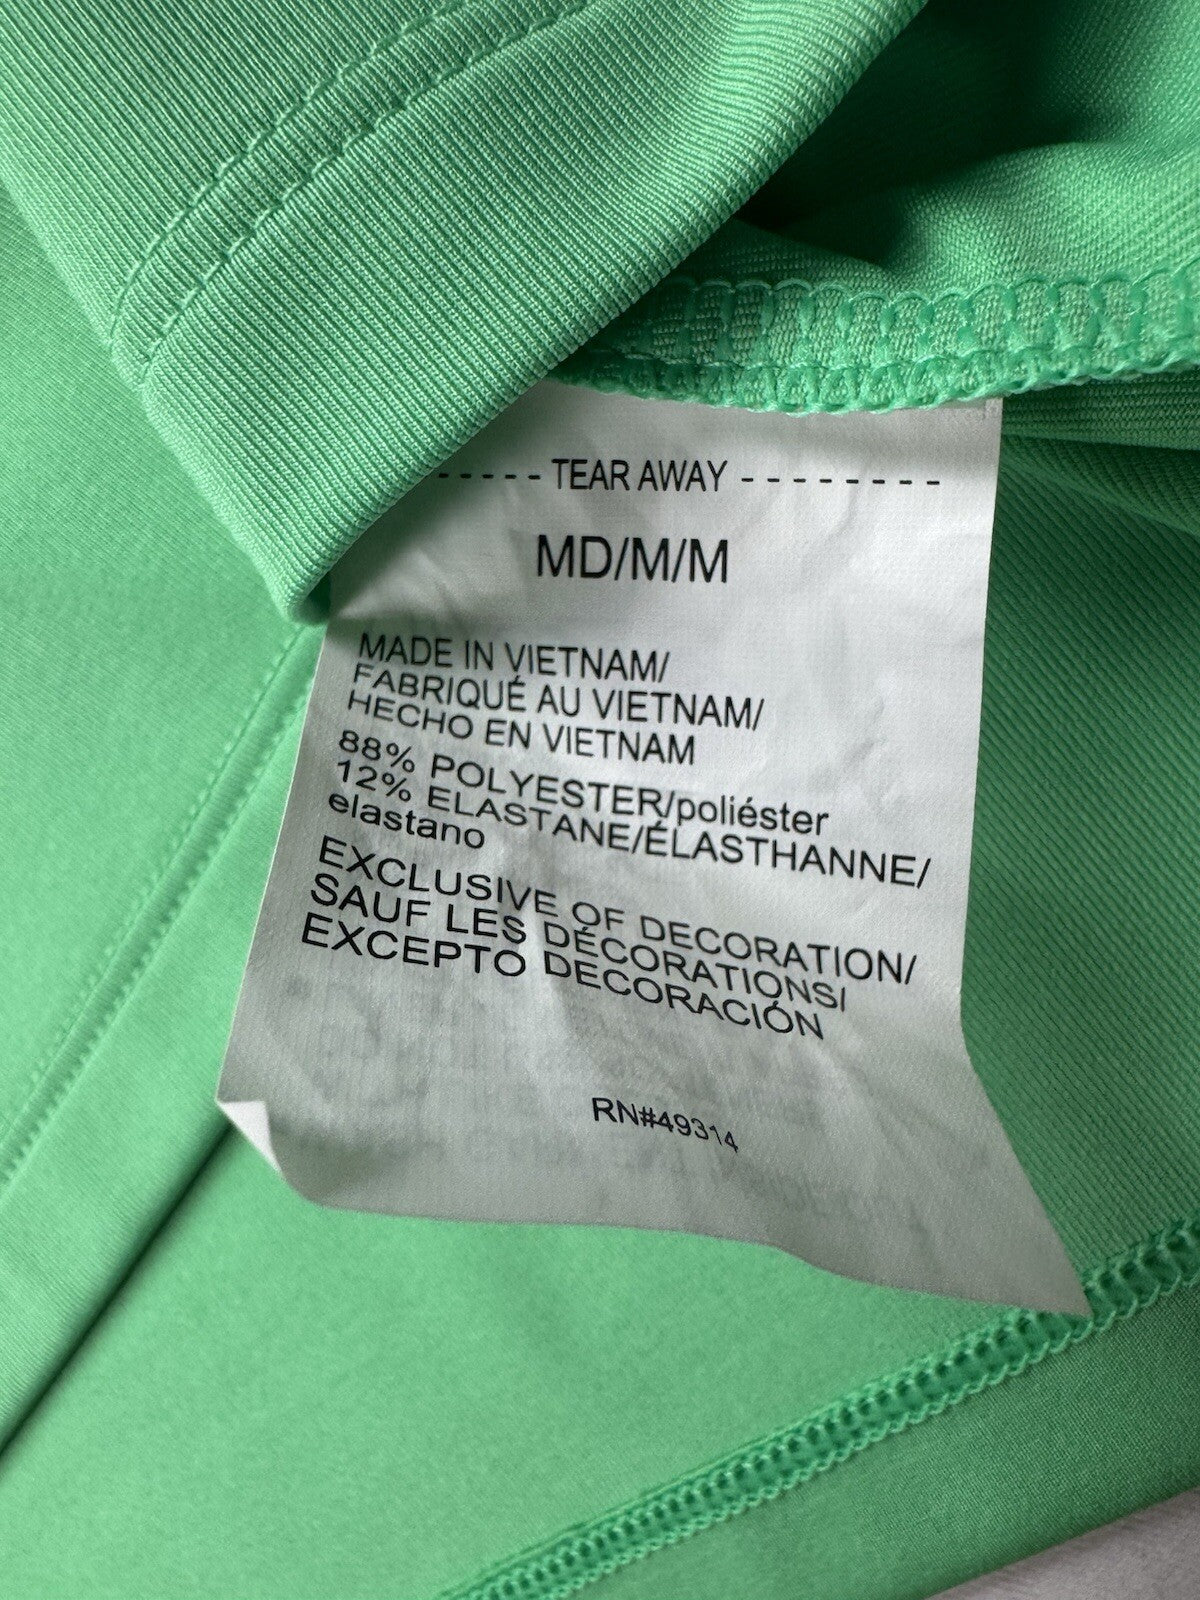 ----- TEAR AWAY --------
MD/M/M
MADE IN VIETNAM/
FABRIQUÉ AU VIETNAM/
HECHO EN VIETNAM
88% POLYESTER/poliéster
12% ELASTANE/ÉLASTHANNE/
elastano
EXCLUSIVE OF DECORATION/
SAUF LES DÉCORATIONS/
EXCEPTO DECORACIÓN
RN#49314